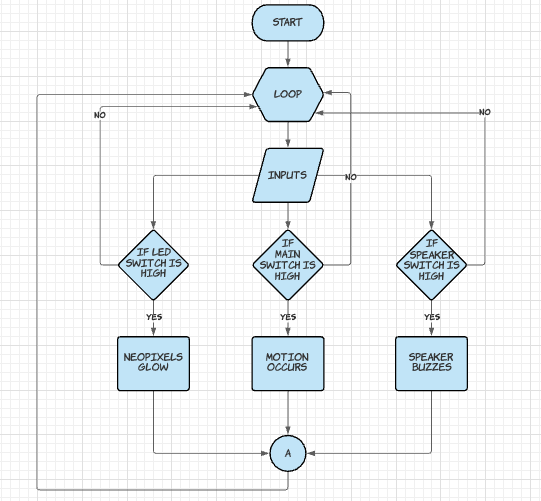 START
LOOP
NO
NO
INPUTS
NO
IF LED
SWITCH IS
HIGH
IF
MAIN
SWITCH IS
HIGH
IF
SPEAKER
SWITCH IS
HIGH
YES
YES
YES
NEOPIXELS
GLOW
MOTION
OCCURS
SPEAKER
BUZZES
A